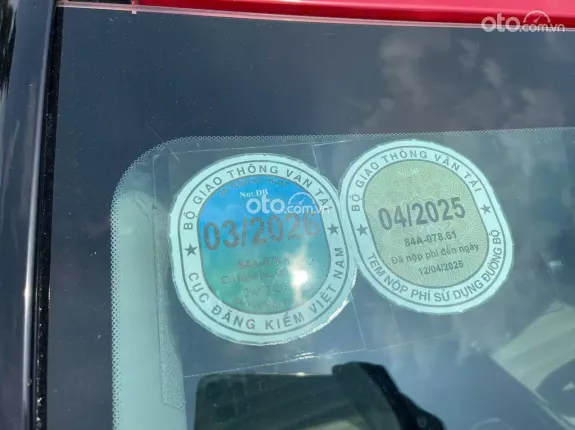 oto.com.vn
BỘ GIAO THÔNG VẬN TẢI
No: DB
oto.com.vn
03/2026
CỤC ĐĂNG KIỂM VIỆT NAM
BỘ GIAO THÔNG VẬN TẢI
04/2025
84A-078.61
Đã nộp phí đến ngày
12/04/2025
TEM NỘP PHÍ SỬ DỤNG ĐƯỜNG BỘ